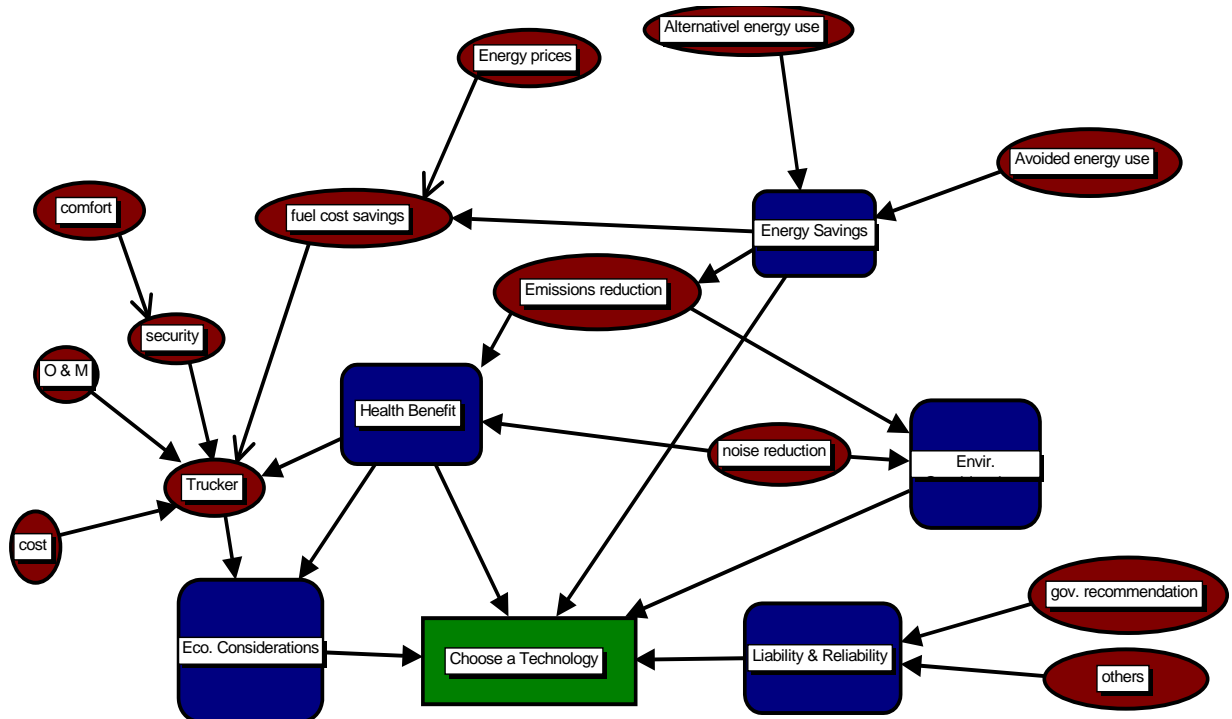 Alternativel energy use
Energy prices
Avoided energy use
comfort
fuel cost savings
Energy Savings
Emissions reduction
security
O & M
Health Benefit
noise reduction
Envir.
Trucker
cost
gov. recommendation
Eco. Considerations
Choose a Technology
Liability & Reliability
others